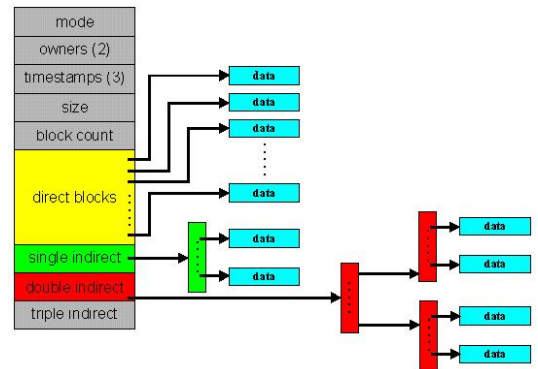 mode
owners (2)
timestamps (3)
size
block count
direct blocks
single indirect
double indirect
triple indirect
data
data
data
data
data
data
data
data
data
data